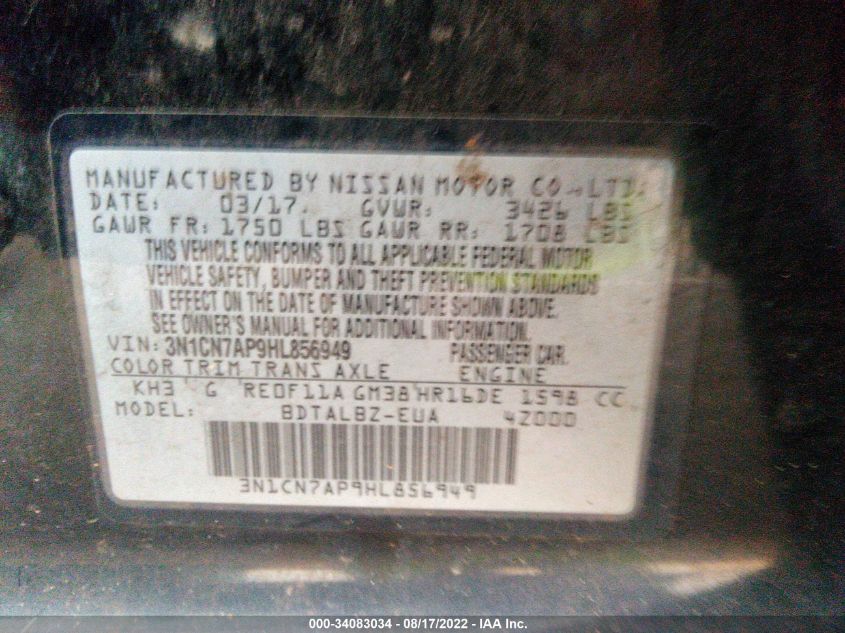 MANUFACTURED BY NISSAN MOTOR CO.,LTD.
DATE: 03/17. GVWR: 3426 LBS
GAWR FR: 1750 LBS GAWR RR: 1708 LBS
THIS VEHICLE CONFORMS TO ALL APPLICABLE FEDERAL MOTOR
VEHICLE SAFETY, BUMPER AND THEFT PREVENTION STANDARDS
IN EFFECT ON THE DATE OF MANUFACTURE SHOWN ABOVE.
SEE OWNER'S MANUAL FOR ADDITIONAL INFORMATION.
VIN: 3N1CN7AP9HL856949 PASSENGER CAR.
COLOR TRIM TRANS AXLE ENGINE
KH3 G RE0F11A GM38 HR16DE 1598 CC
MODEL: BDTALBZ-EUA 42000
3N1CN7AP9HL856949
000-34083034 - 08/17/2022 - IAA Inc.